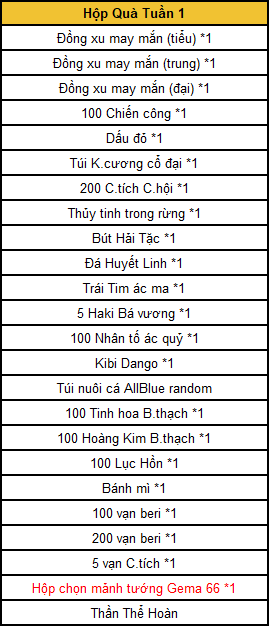 Hộp Quà Tuần 1
Đồng xu may mắn (tiểu) *1
Đồng xu may mắn (trung) *1
Đồng xu may mắn (đại) *1
100 Chiến công *1
Dấu đỏ *1
Túi K.cương cổ đại *1
200 C.tích C.hội *1
Thủy tinh trong rừng *1
Bút Hải Tặc *1
Đá Huyết Linh *1
Trái Tim ác ma *1
5 Haki Bá vương *1
100 Nhân tố ác quỷ *1
Kibi Dango *1
Túi nuôi cá AllBlue random
100 Tinh hoa B.thạch *1
100 Hoàng Kim B.thạch *1
100 Lục Hồn *1
Bánh mì *1
100 vạn beri *1
200 vạn beri *1
5 vạn C.tích *1
Hộp chọn mảnh tướng Gema 66 *1
Thần Thể Hoàn